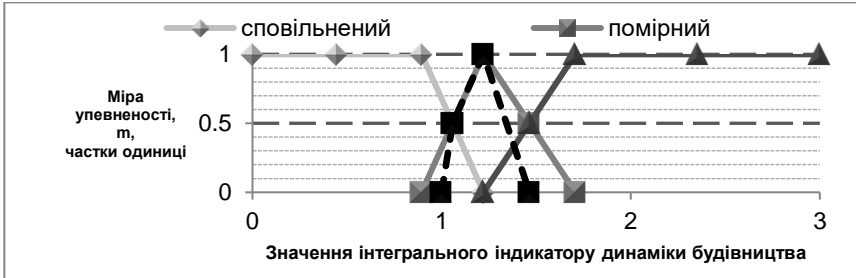 сповільнений помірний
1
Міра
упевненості,
m,
частки одиниці
0.5
0
0 1 2 3
Значення інтегрального індикатору динаміки будівництва